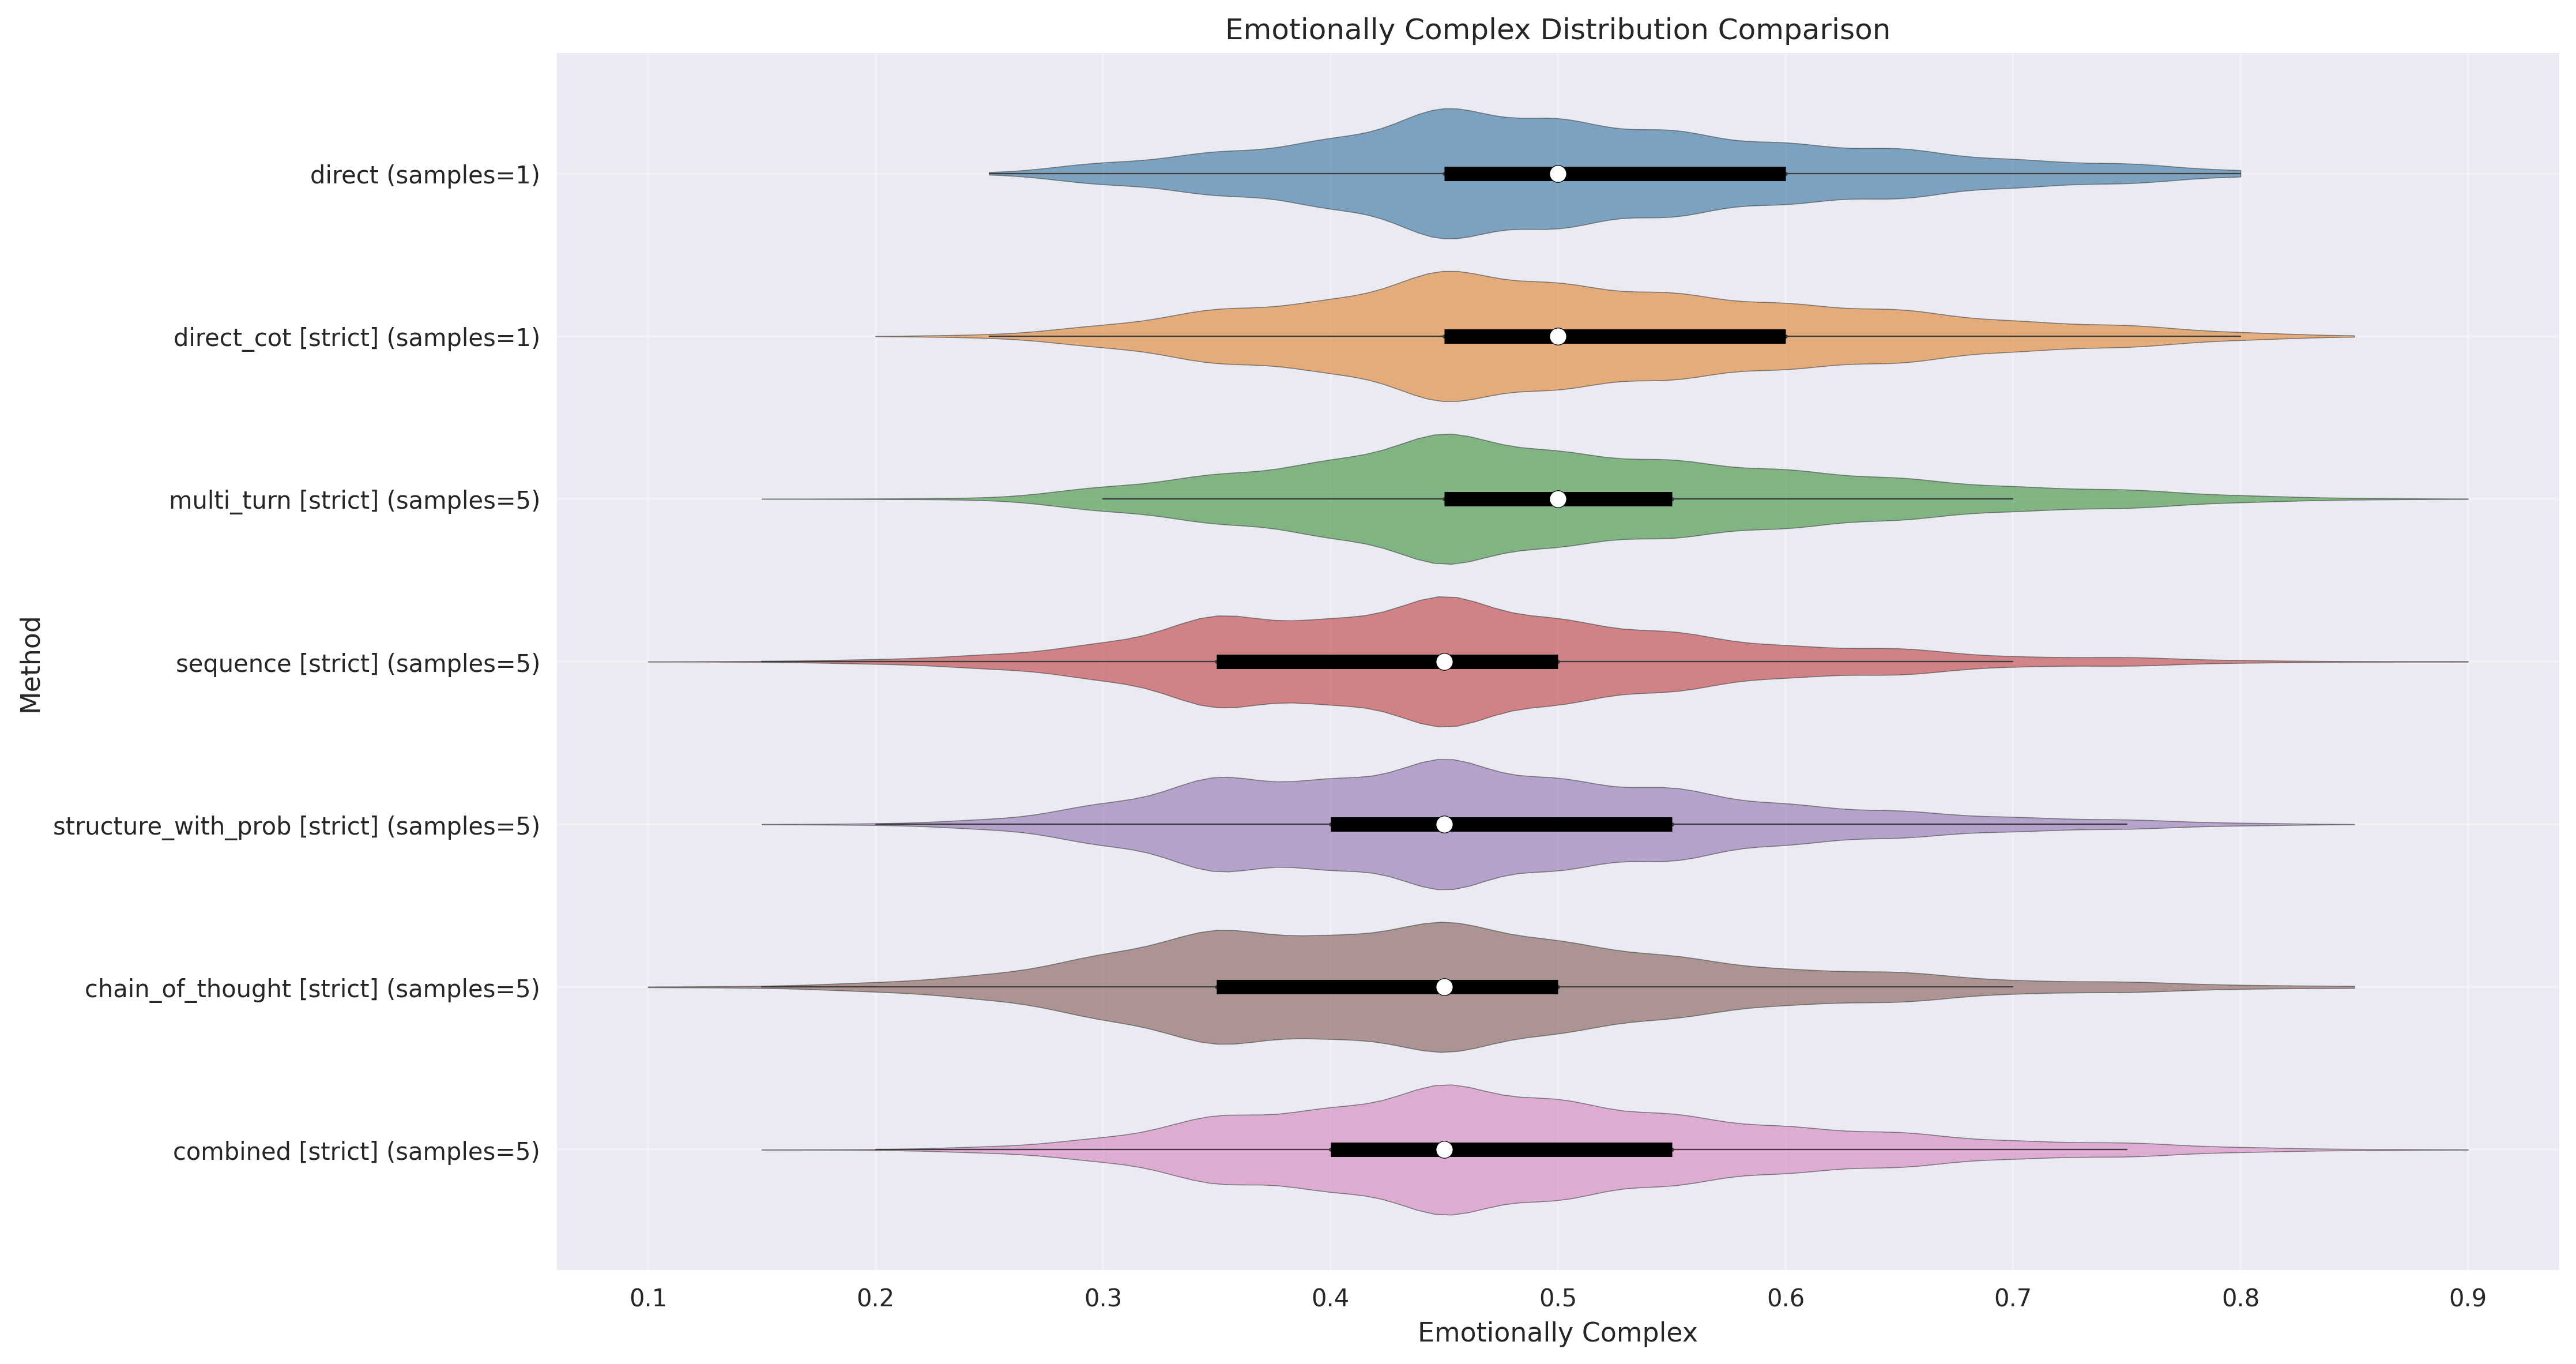 Emotionally Complex Distribution Comparison
Method
direct (samples=1)
direct_cot [strict] (samples=1)
multi_turn [strict] (samples=5)
sequence [strict] (samples=5)
structure_with_prob [strict] (samples=5)
chain_of_thought [strict] (samples=5)
combined [strict] (samples=5)
0.1 0.2 0.3 0.4 0.5 0.6 0.7 0.8 0.9
Emotionally Complex